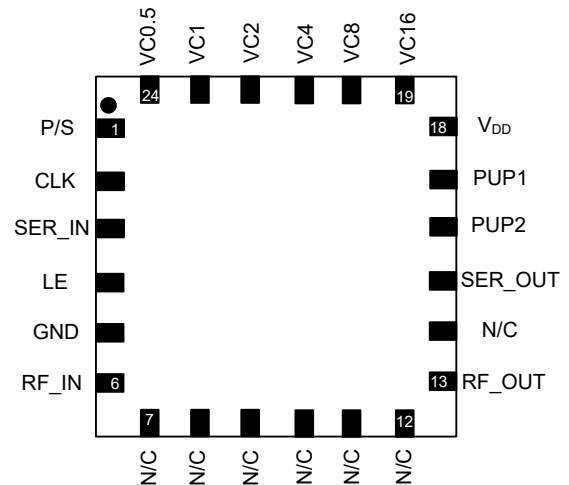 VC0.5
VC1
VC2
VC4
VC8
VC16
24
19
P/S
1
18
VDD
CLK
PUP1
SER_IN
PUP2
LE
SER_OUT
GND
N/C
RF_IN
6
13
RF_OUT
7
12
N/C
N/C
N/C
N/C
N/C
N/C